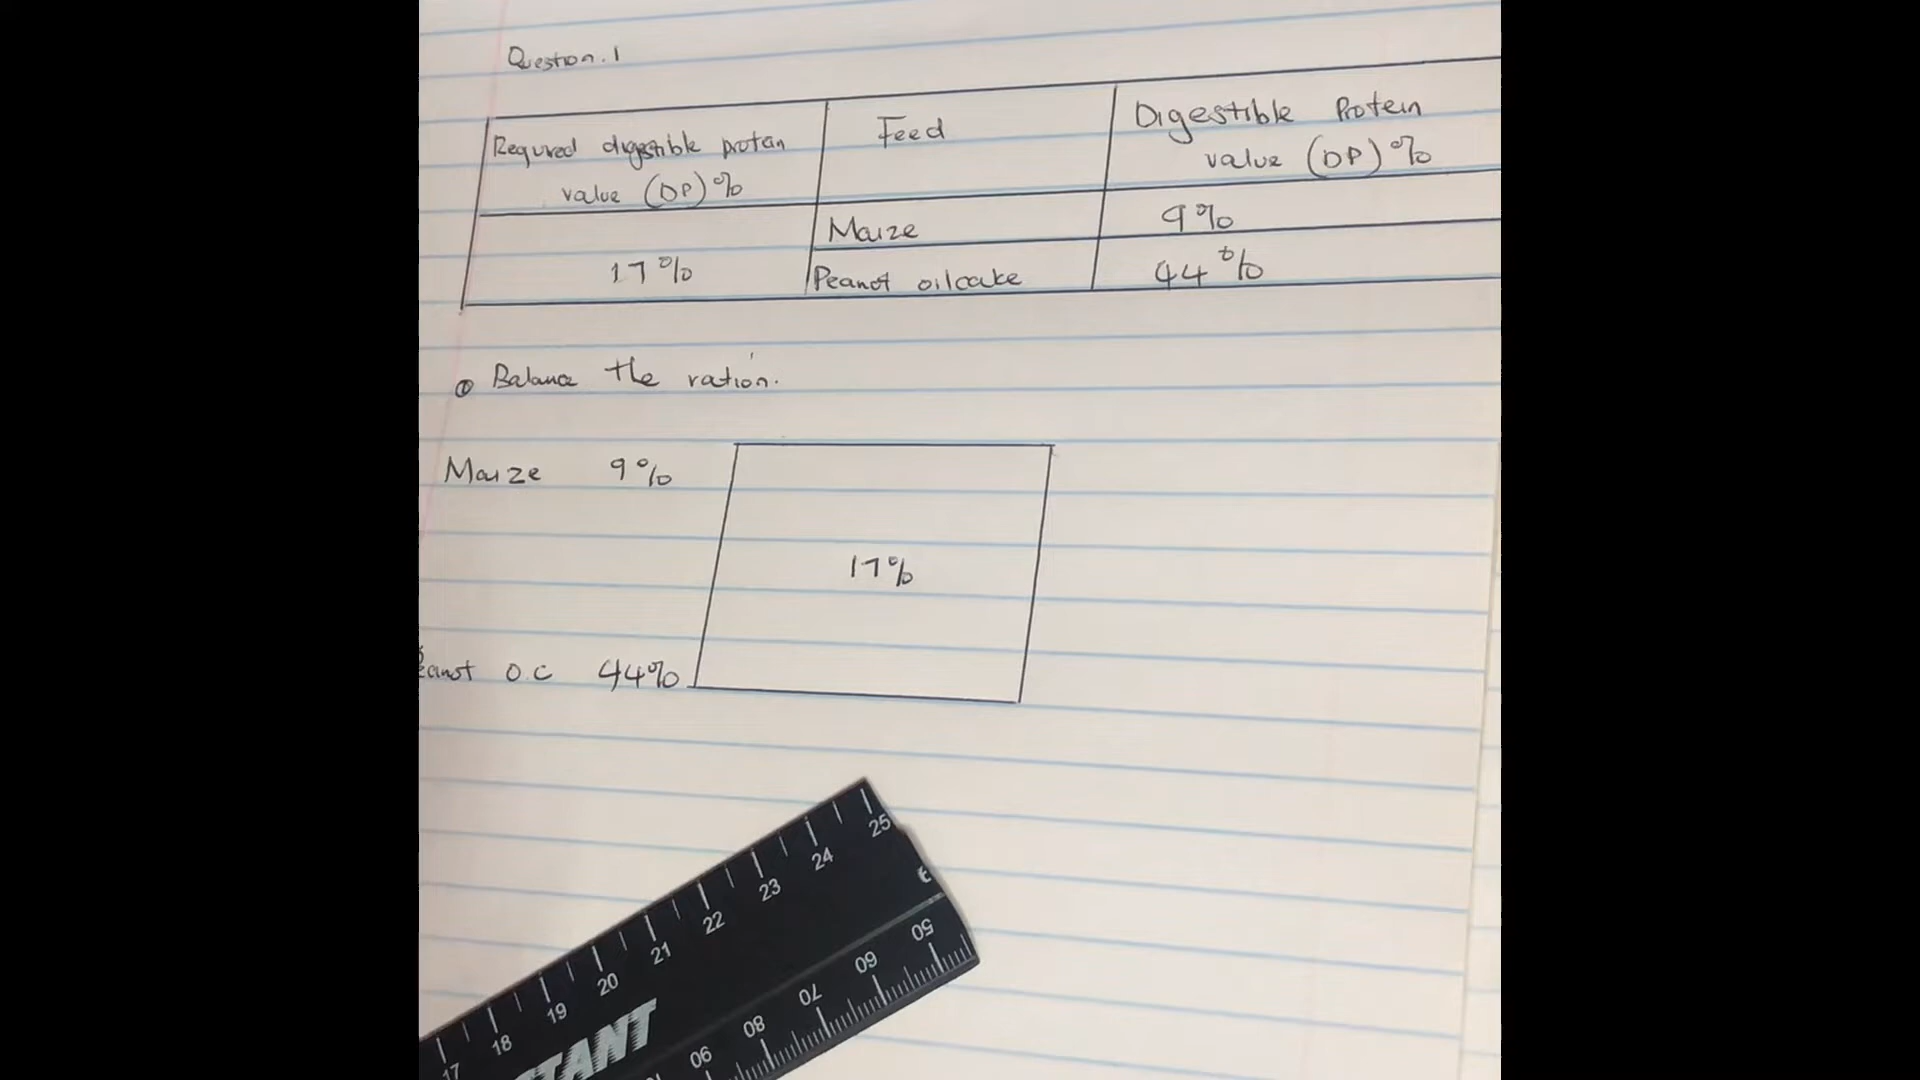 Question.1
Required digestible protein
value (DP) %
Feed
Digestible Protein
value (DP) %
Maize
9%
17%
Peanot oilcake
44%
Balance the ration.
Maize 9%
17%
Peanot O.C 44%
25
24
23
22
21
20
19
18
17
50
60
70
80
90